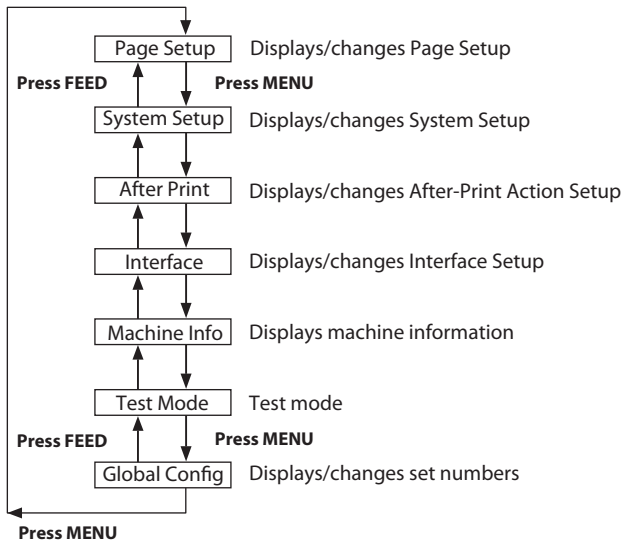 Page Setup Displays/changes Page Setup
Press FEED Press MENU
System Setup Displays/changes System Setup
After Print Displays/changes After-Print Action Setup
Interface Displays/changes Interface Setup
Machine Info Displays machine information
Test Mode Test mode
Press FEED Press MENU
Global Config Displays/changes set numbers
Press MENU